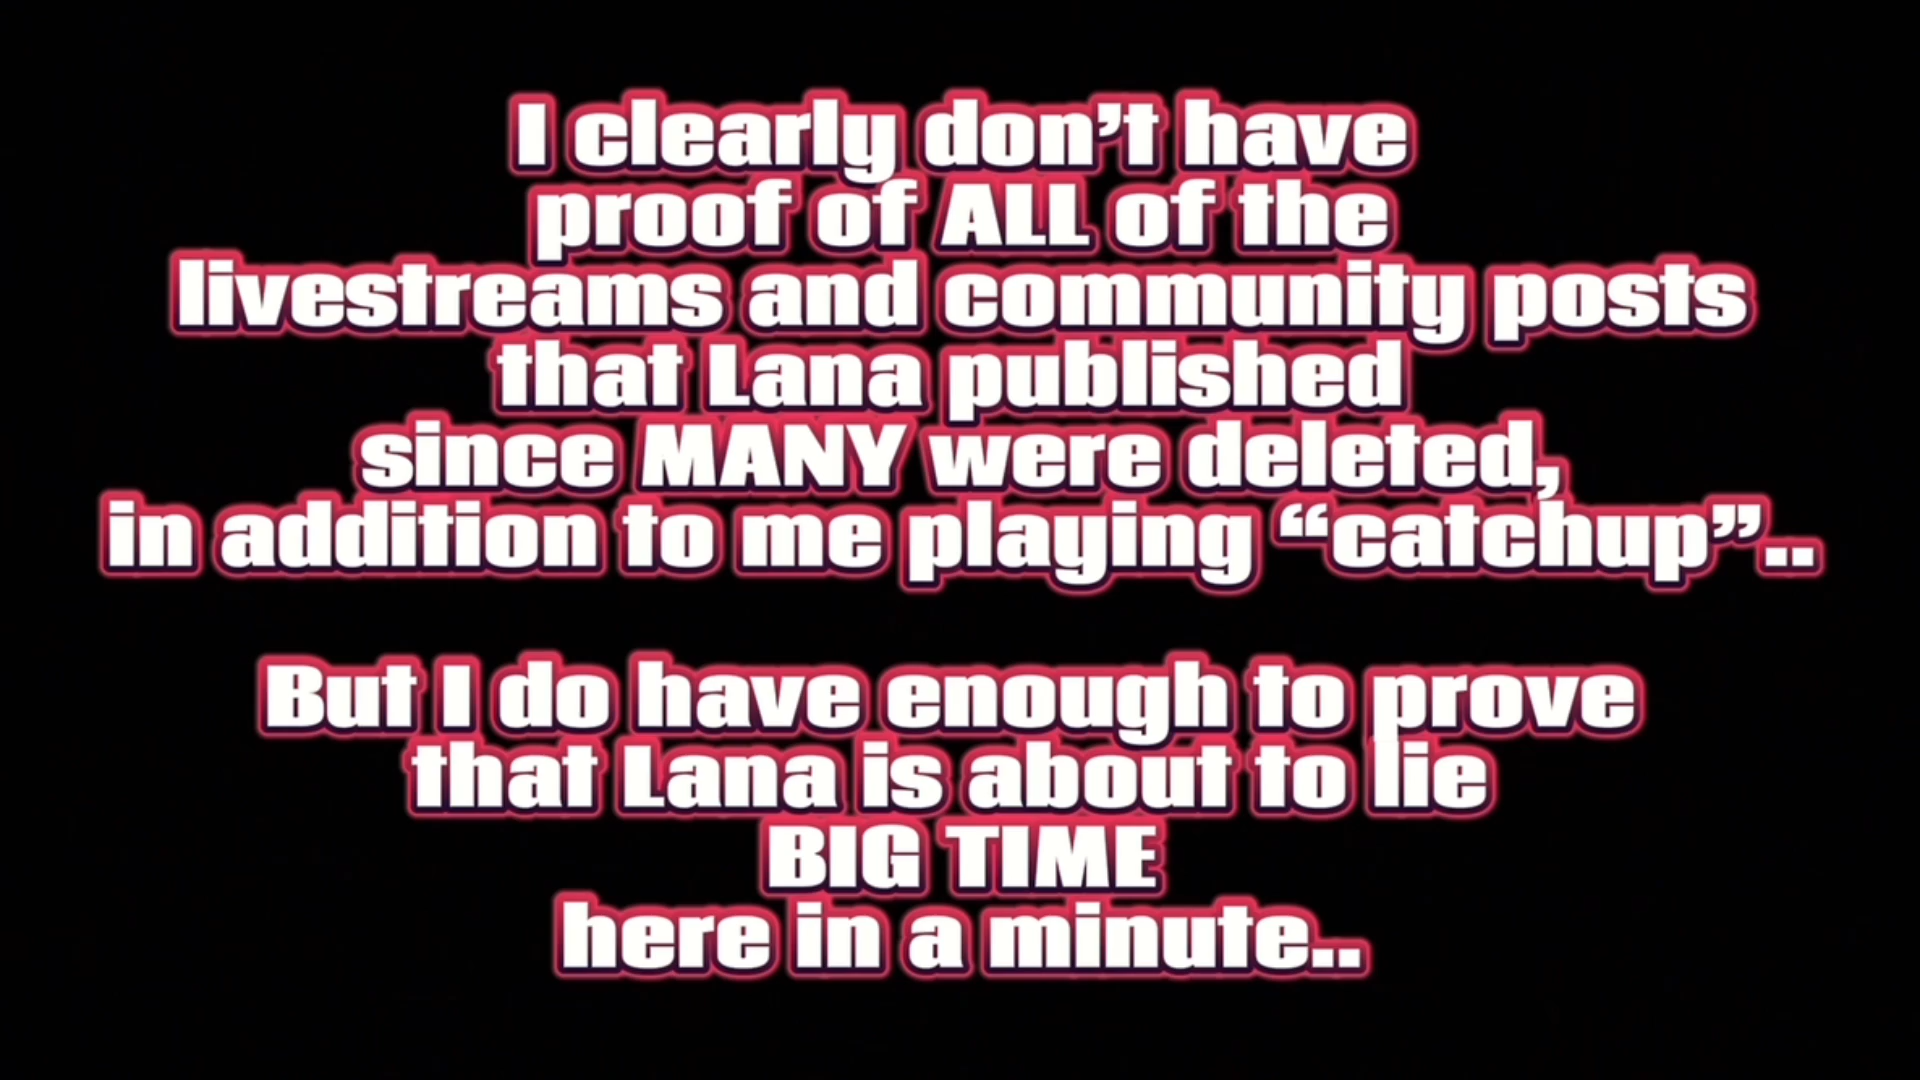 I clearly don’t have
proof of ALL of the
livestreams and community posts
that Lana published
since MANY were deleted,
in addition to me playing “catchup”..
But I do have enough to prove
that Lana is about to lie
BIG TIME
here in a minute..